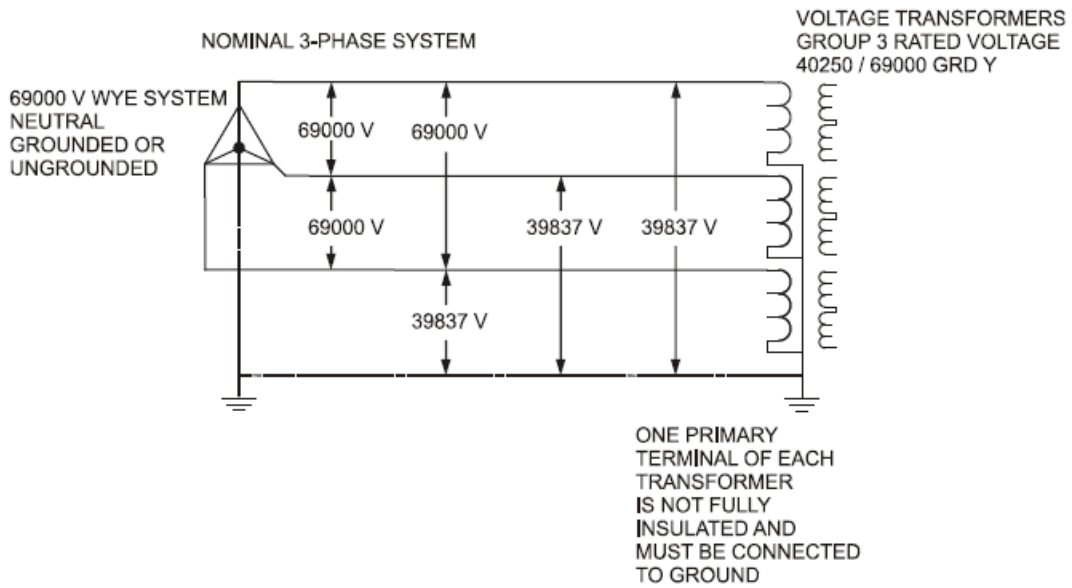 NOMINAL 3-PHASE SYSTEM
VOLTAGE TRANSFORMERS
GROUP 3 RATED VOLTAGE
40250 / 69000 GRD Y
69000 V WYE SYSTEM
NEUTRAL
GROUNDED OR
UNGROUNDED
69000 V
69000 V
69000 V
39837 V
39837 V
39837 V
ONE PRIMARY
TERMINAL OF EACH
TRANSFORMER
IS NOT FULLY
INSULATED AND
MUST BE CONNECTED
TO GROUND